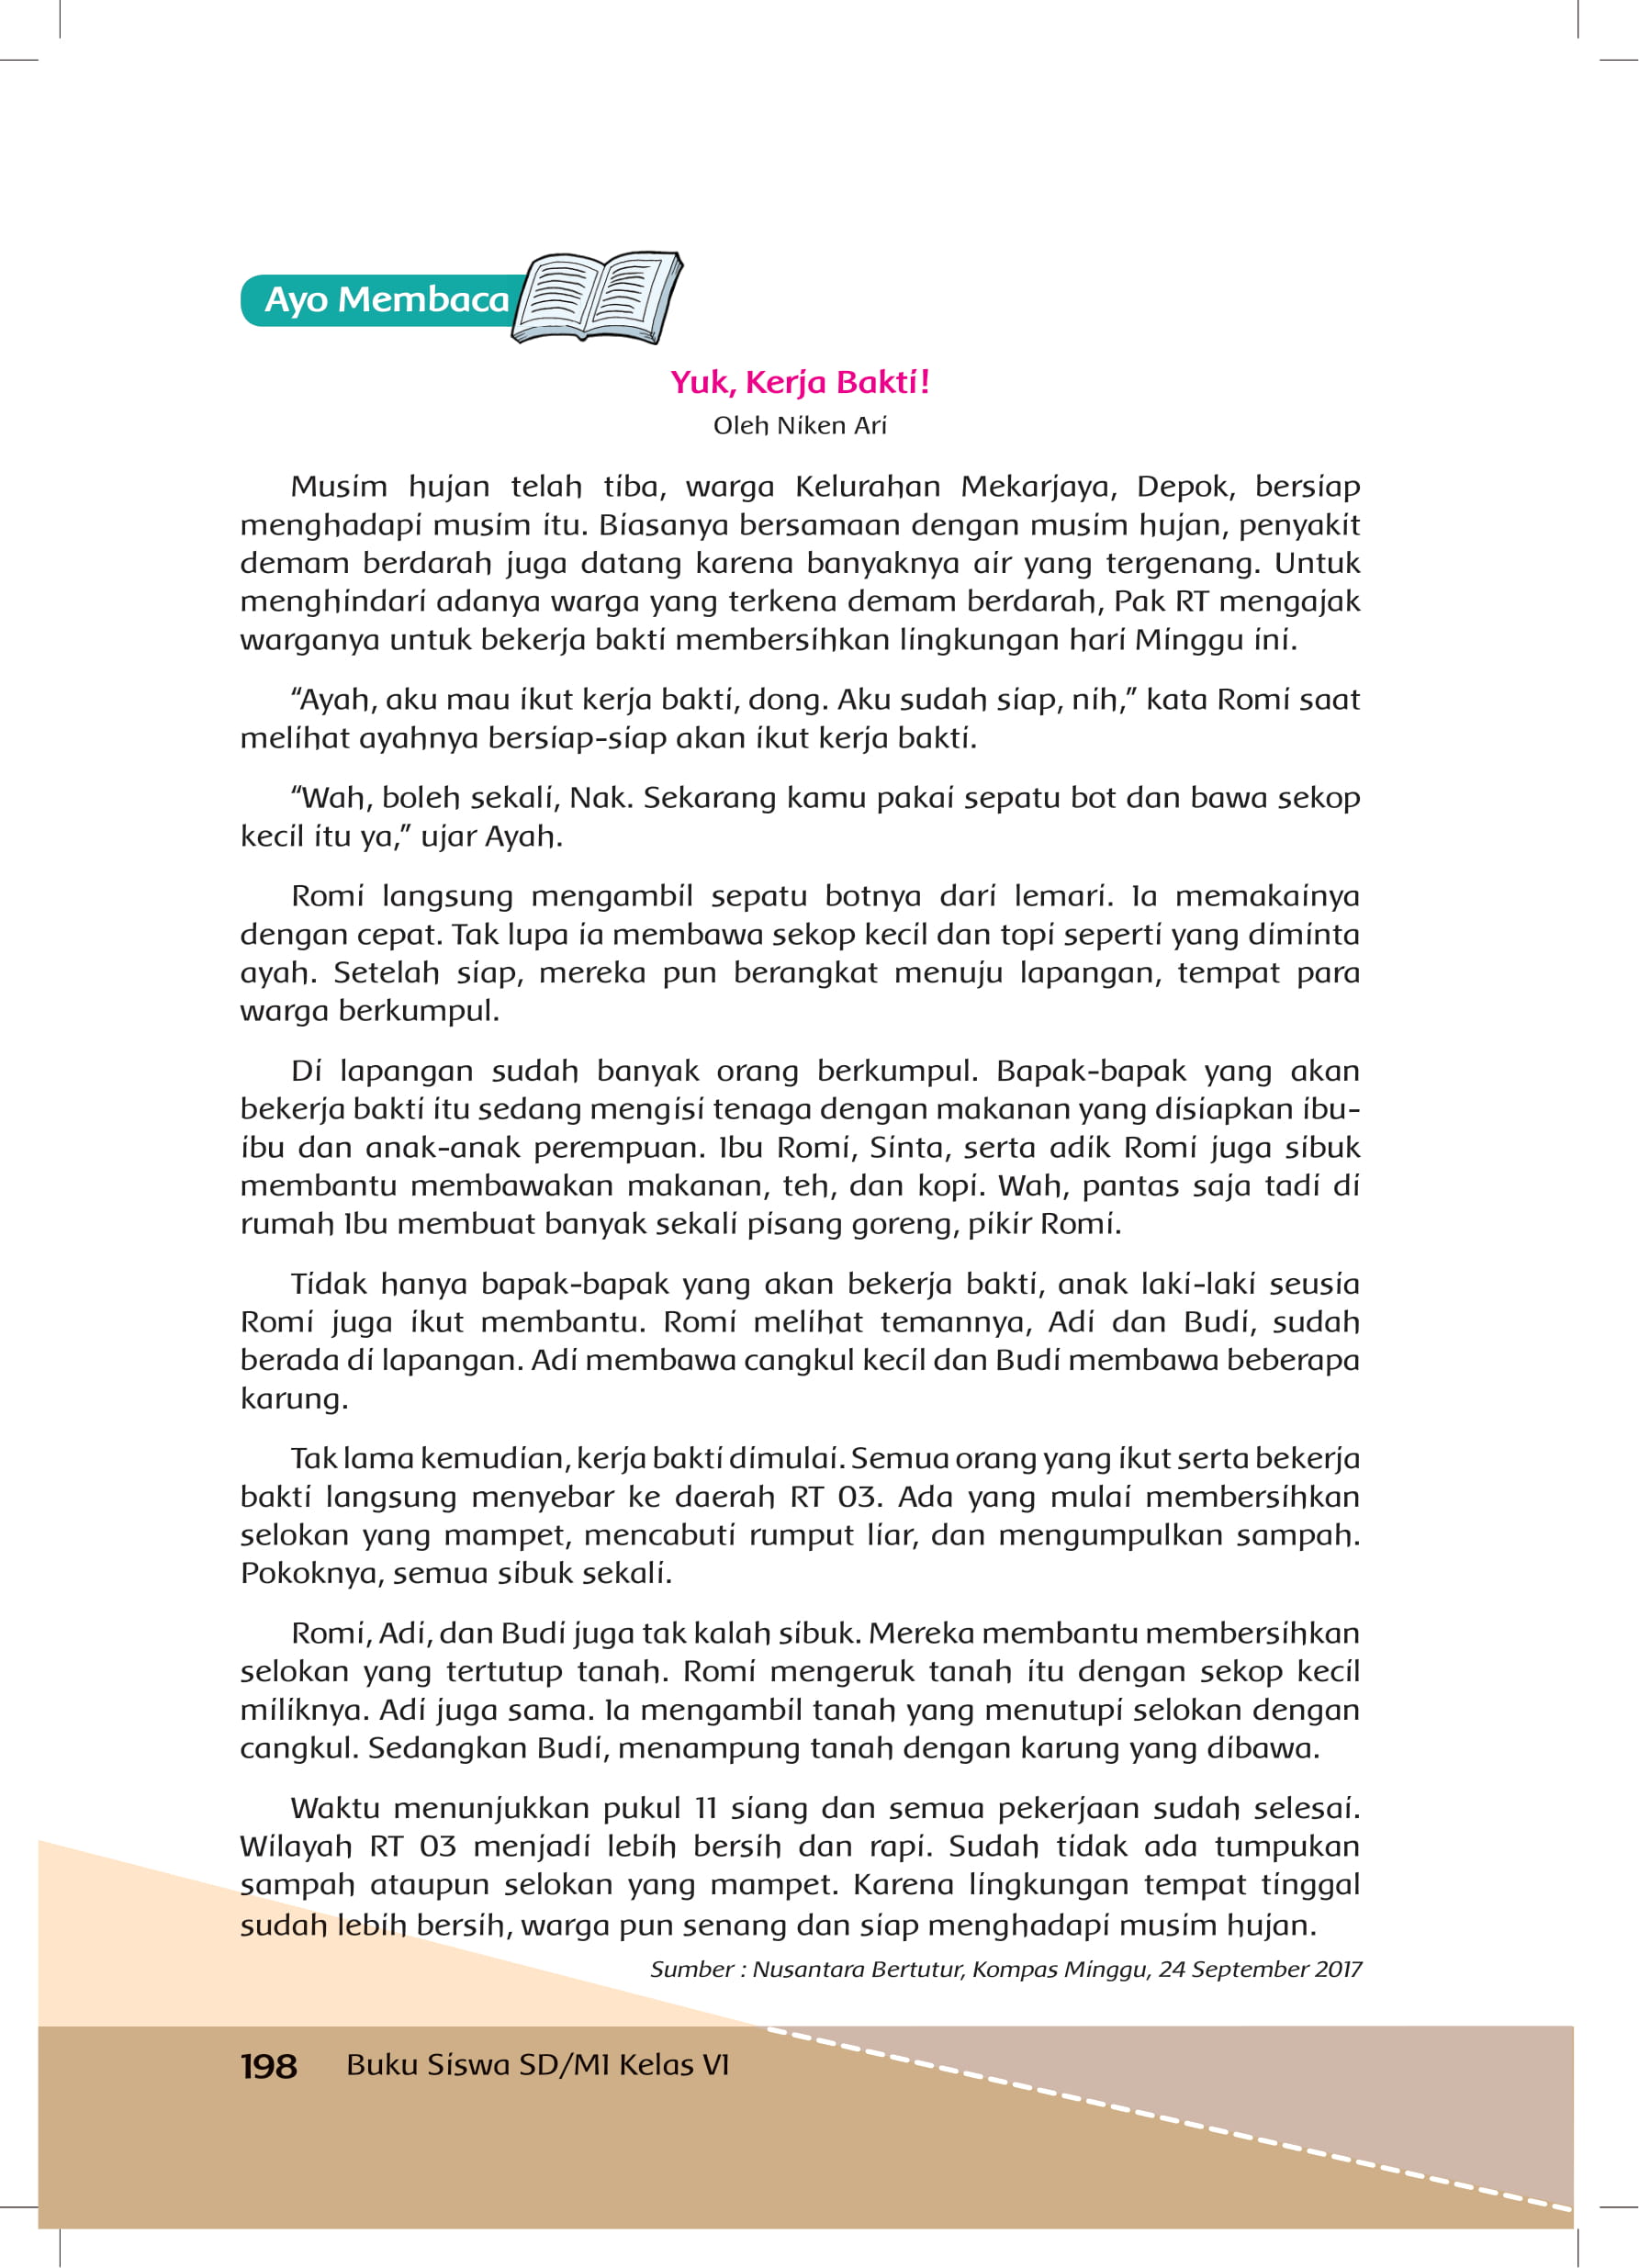 Ayo Membaca
Yuk, Kerja Bakti!
Oleh Niken Ari
Musim hujan telah tiba, warga Kelurahan Mekarjaya, Depok, bersiap
menghadapi musim itu. Biasanya bersamaan dengan musim hujan, penyakit
demam berdarah juga datang karena banyaknya air yang tergenang. Untuk
menghindari adanya warga yang terkena demam berdarah, Pak RT mengajak
warganya untuk bekerja bakti membersihkan lingkungan hari Minggu ini.
“Ayah, aku mau ikut kerja bakti, dong. Aku sudah siap, nih,” kata Romi saat
melihat ayahnya bersiap-siap akan ikut kerja bakti.
“Wah, boleh sekali, Nak. Sekarang kamu pakai sepatu bot dan bawa sekop
kecil itu ya,” ujar Ayah.
Romi langsung mengambil sepatu botnya dari lemari. Ia memakainya
dengan cepat. Tak lupa ia membawa sekop kecil dan topi seperti yang diminta
ayah. Setelah siap, mereka pun berangkat menuju lapangan, tempat para
warga berkumpul.
Di lapangan sudah banyak orang berkumpul. Bapak-bapak yang akan
bekerja bakti itu sedang mengisi tenaga dengan makanan yang disiapkan ibu-
ibu dan anak-anak perempuan. Ibu Romi, Sinta, serta adik Romi juga sibuk
membantu membawakan makanan, teh, dan kopi. Wah, pantas saja tadi di
rumah Ibu membuat banyak sekali pisang goreng, pikir Romi.
Tidak hanya bapak-bapak yang akan bekerja bakti, anak laki-laki seusia
Romi juga ikut membantu. Romi melihat temannya, Adi dan Budi, sudah
berada di lapangan. Adi membawa cangkul kecil dan Budi membawa beberapa
karung.
Tak lama kemudian, kerja bakti dimulai. Semua orang yang ikut serta bekerja
bakti langsung menyebar ke daerah RT 03. Ada yang mulai membersihkan
selokan yang mampet, mencabuti rumput liar, dan mengumpulkan sampah.
Pokoknya, semua sibuk sekali.
Romi, Adi, dan Budi juga tak kalah sibuk. Mereka membantu membersihkan
selokan yang tertutup tanah. Romi mengeruk tanah itu dengan sekop kecil
miliknya. Adi juga sama. Ia mengambil tanah yang menutupi selokan dengan
cangkul. Sedangkan Budi, menampung tanah dengan karung yang dibawa.
Waktu menunjukkan pukul 11 siang dan semua pekerjaan sudah selesai.
Wilayah RT 03 menjadi lebih bersih dan rapi. Sudah tidak ada tumpukan
sampah ataupun selokan yang mampet. Karena lingkungan tempat tinggal
sudah lebih bersih, warga pun senang dan siap menghadapi musim hujan.
Sumber : Nusantara Bertutur, Kompas Minggu, 24 September 2017
198 Buku Siswa SD/MI Kelas VI